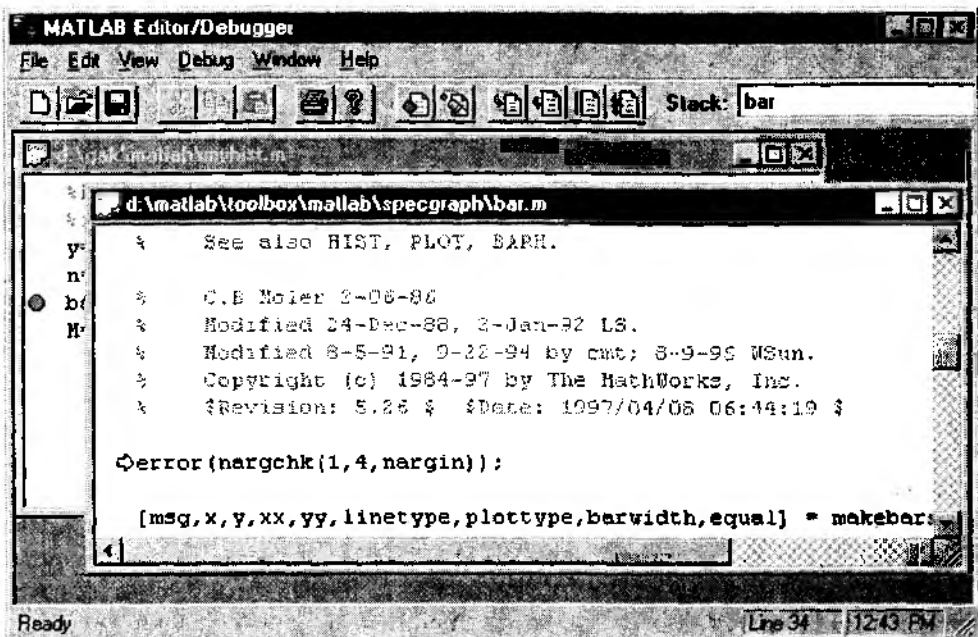 MATLAB Editor/Debugger
File Edit View Debug Window Help
Stack: bar
d:\matlab\toolbox\matlab\specgraph\bar.m
% See also HIST, PLOT, BARH.
% C.B Moler 2-06-86
% Modified 24-Dec-88, 2-Jan-92 LS.
% Modified 8-5-91, 9-22-94 by cmt; 8-9-95 WSun.
% Copyright (c) 1984-97 by The MathWorks, Inc.
% $Revision: 5.26 $ $Date: 1997/04/08 06:44:19 $
error(nargchk(1,4,nargin));
[msg,x,y,xx,yy,linetype,plottype,barwidth,equal] = makebars
Ready Line 34 12:43 PM